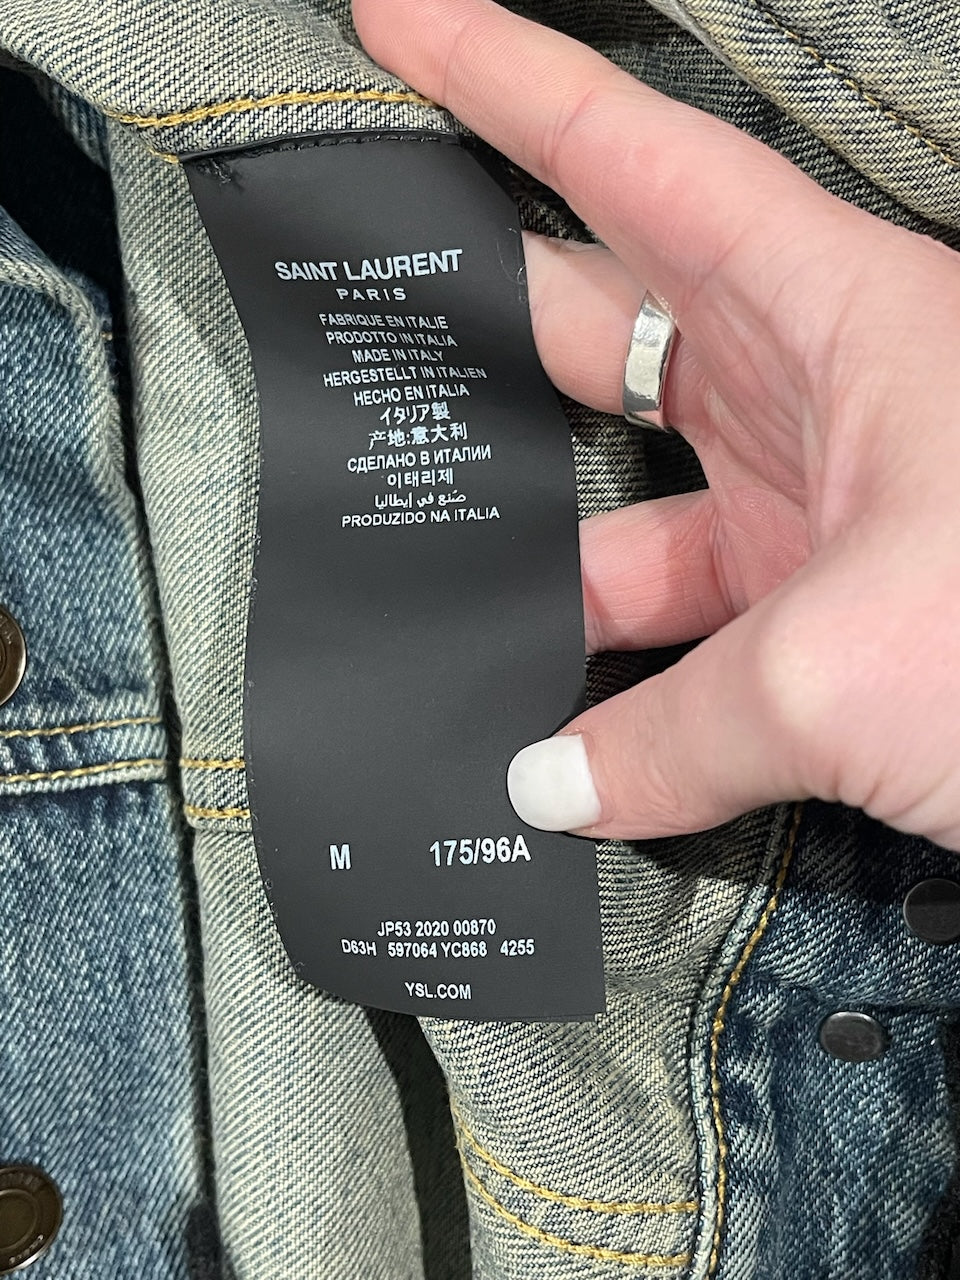 SAINT LAURENT
PARIS
FABRIQUE EN ITALIE
PRODOTTO IN ITALIA
MADE IN ITALY
HERGESTELLT IN ITALIEN
HECHO EN ITALIA
イタリア製
产地:意大利
СДЕЛАНО В ИТАЛИИ
이태리제
صنع في إيطاليا
PRODUZIDO NA ITALIA
M 175/96A
JP53 2020 00870
D63H 597064 YC868 4255
YSL.COM